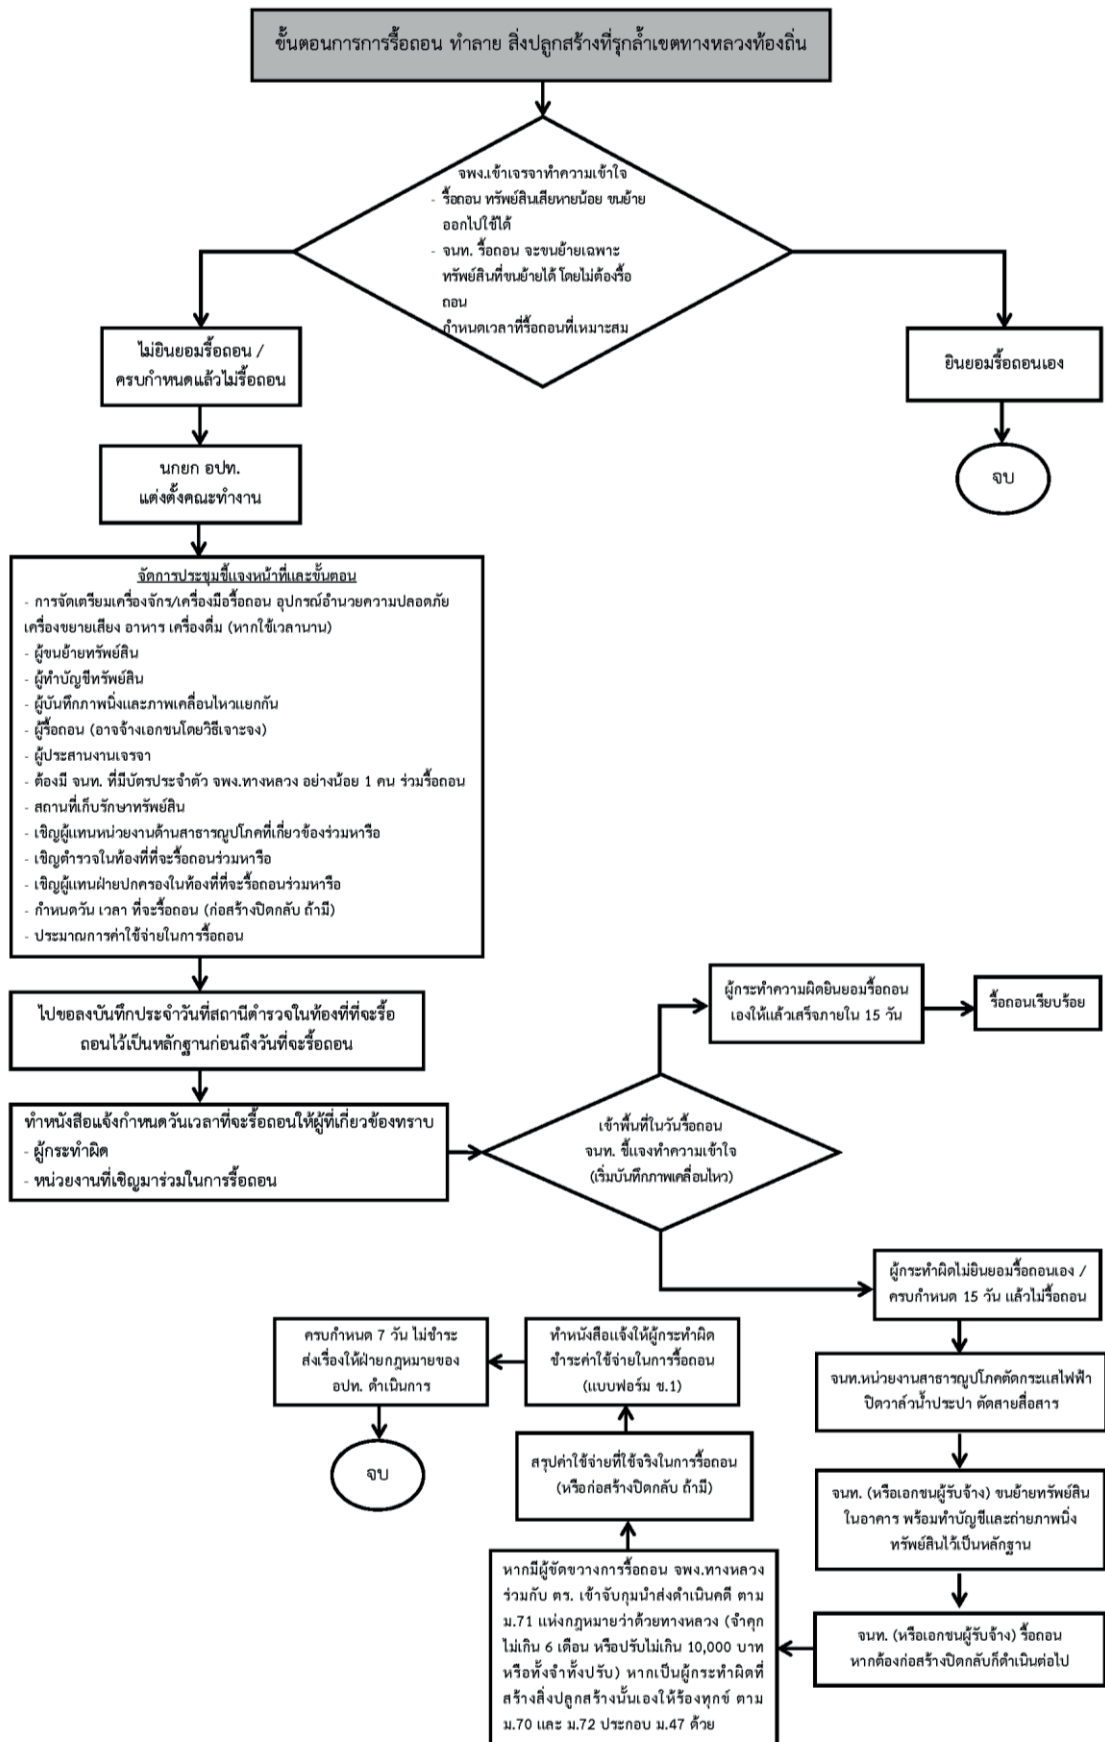 ขั้นตอนการการรื้อถอน ทำลาย สิ่งปลูกสร้างที่รุกล้ำเขตทางหลวงท้องถิ่น
จพง.เข้าเจรจาทำความเข้าใจ
- รื้อถอน ทรัพย์สินเสียหายน้อย ขนย้าย
ออกไปใช้ได้
- จนท. รื้อถอน จะขนย้ายเฉพาะ
ทรัพย์สินที่ขนย้ายได้ โดยไม่ต้องรื้อ
ถอน
- กำหนดเวลาที่รื้อถอนที่เหมาะสม
ไม่ยินยอมรื้อถอน /
ครบกำหนดแล้วไม่รื้อถอน
ยินยอมรื้อถอนเอง
จบ
นกยก อปท.
แต่งตั้งคณะทำงาน
จัดการประชุมชี้แจงหน้าที่และขั้นตอน
- การจัดเตรียมเครื่องจักร/เครื่องมือรื้อถอน อุปกรณ์อำนวยความปลอดภัย
เครื่องขยายเสียง อาหาร เครื่องดื่ม (หากใช้เวลานาน)
- ผู้ขนย้ายทรัพย์สิน
- ผู้ทำบัญชีทรัพย์สิน
- ผู้บันทึกภาพนิ่งและภาพเคลื่อนไหวแยกกัน
- ผู้รื้อถอน (อาจจ้างเอกชนโดยวิธีเจาะจง)
- ผู้ประสานงานเจรจา
- ต้องมี จนท. ที่มีบัตรประจำตัว จพง.ทางหลวง อย่างน้อย 1 คน ร่วมรื้อถอน
- สถานที่เก็บรักษาทรัพย์สิน
- เชิญผู้แทนหน่วยงานด้านสาธารณูปโภคที่เกี่ยวข้องร่วมหารือ
- เชิญตำรวจในท้องที่ที่จะรื้อถอนร่วมหารือ
- เชิญผู้แทนฝ่ายปกครองในท้องที่ที่จะรื้อถอนร่วมหารือ
- กำหนดวัน เวลา ที่จะรื้อถอน (ก่อสร้างปิดกลับ ถ้ามี)
- ประมาณการค่าใช้จ่ายในการรื้อถอน
ไปขอลงบันทึกประจำวันที่สถานีตำรวจในท้องที่ที่จะรื้อ
ถอนไว้เป็นหลักฐานก่อนถึงวันที่จะรื้อถอน
ทำหนังสือแจ้งกำหนดวันเวลาที่จะรื้อถอนให้ผู้ที่เกี่ยวข้องทราบ
- ผู้กระทำผิด
- หน่วยงานที่เชิญมาร่วมในการรื้อถอน
เข้าพื้นที่ในวันรื้อถอน
จนท. ชี้แจงทำความเข้าใจ
(เริ่มบันทึกภาพเคลื่อนไหว)
ผู้กระทำความผิดยินยอมรื้อถอน
เองให้แล้วเสร็จภายใน 15 วัน
รื้อถอนเรียบร้อย
ผู้กระทำผิดไม่ยินยอมรื้อถอนเอง /
ครบกำหนด 15 วัน แล้วไม่รื้อถอน
จนท.หน่วยงานสาธารณูปโภคตัดกระแสไฟฟ้า
ปิดวาล์วน้ำประปา ตัดสายสื่อสาร
จนท. (หรือเอกชนผู้รับจ้าง) ขนย้ายทรัพย์สิน
ในอาคาร พร้อมทำบัญชีและถ่ายภาพนิ่ง
ทรัพย์สินไว้เป็นหลักฐาน
จนท. (หรือเอกชนผู้รับจ้าง) รื้อถอน
หากต้องก่อสร้างปิดกลับก็ดำเนินต่อไป
หากมีผู้ขัดขวางการรื้อถอน จพง.ทางหลวง
ร่วมกับ ตร. เข้าจับกุมนำส่งดำเนินคดี ตาม
ม.71 แห่งกฎหมายว่าด้วยทางหลวง (จำคุก
ไม่เกิน 6 เดือน หรือปรับไม่เกิน 10,000 บาท
หรือทั้งจำทั้งปรับ) หากเป็นผู้กระทำผิดที่
สร้างสิ่งปลูกสร้างนั้นเองให้ร้องทุกข์ ตาม
ม.70 และ ม.72 ประกอบ ม.47 ด้วย
สรุปค่าใช้จ่ายที่ใช้จริงในการรื้อถอน
(หรือก่อสร้างปิดกลับ ถ้ามี)
ทำหนังสือแจ้งให้ผู้กระทำผิด
ชำระค่าใช้จ่ายในการรื้อถอน
(แบบฟอร์ม ข.1)
ครบกำหนด 7 วัน ไม่ชำระ
ส่งเรื่องให้ฝ่ายกฎหมายของ
อปท. ดำเนินการ
จบ